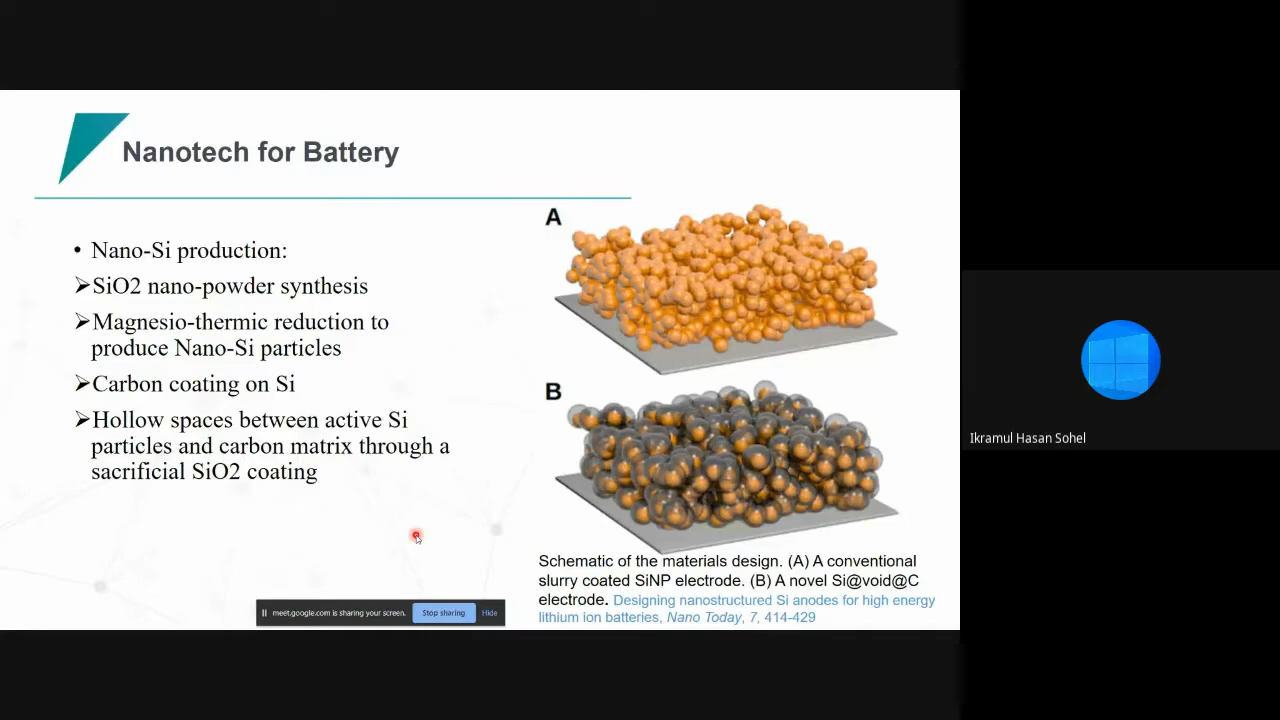 Nanotech for Battery
• Nano-Si production:
➢SiO2 nano-powder synthesis
➢Magnesio-thermic reduction to
produce Nano-Si particles
➢Carbon coating on Si
➢Hollow spaces between active Si
particles and carbon matrix through a
sacrificial SiO2 coating
A
B
Schematic of the materials design. (A) A conventional
slurry coated SiNP electrode. (B) A novel Si@void@C
electrode. Designing nanostructured Si anodes for high energy
lithium ion batteries, Nano Today, 7, 414-429
meet.google.com is sharing your screen. Stop sharing Hide
Ikramul Hasan Sohel